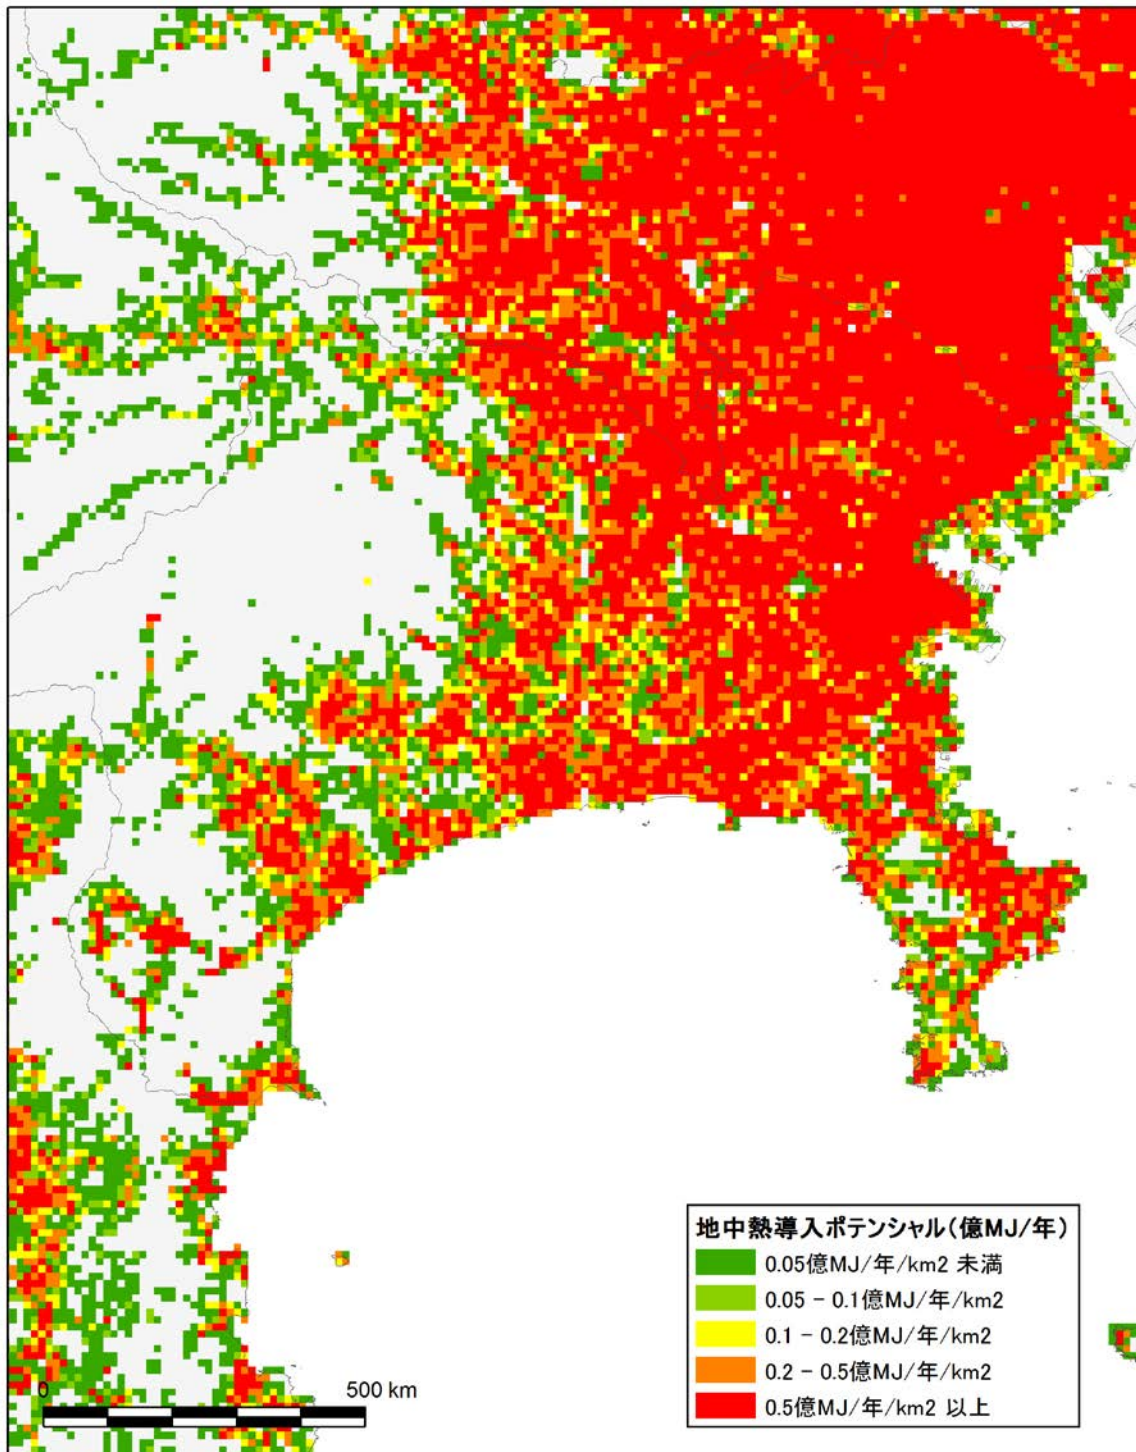 地中熱導入ポテンシャル(億MJ/年)
0.05億MJ/年/km2 未満
0.05 - 0.1億MJ/年/km2
0.1 - 0.2億MJ/年/km2
0.2 - 0.5億MJ/年/km2
0.5億MJ/年/km2 以上
0 500 km